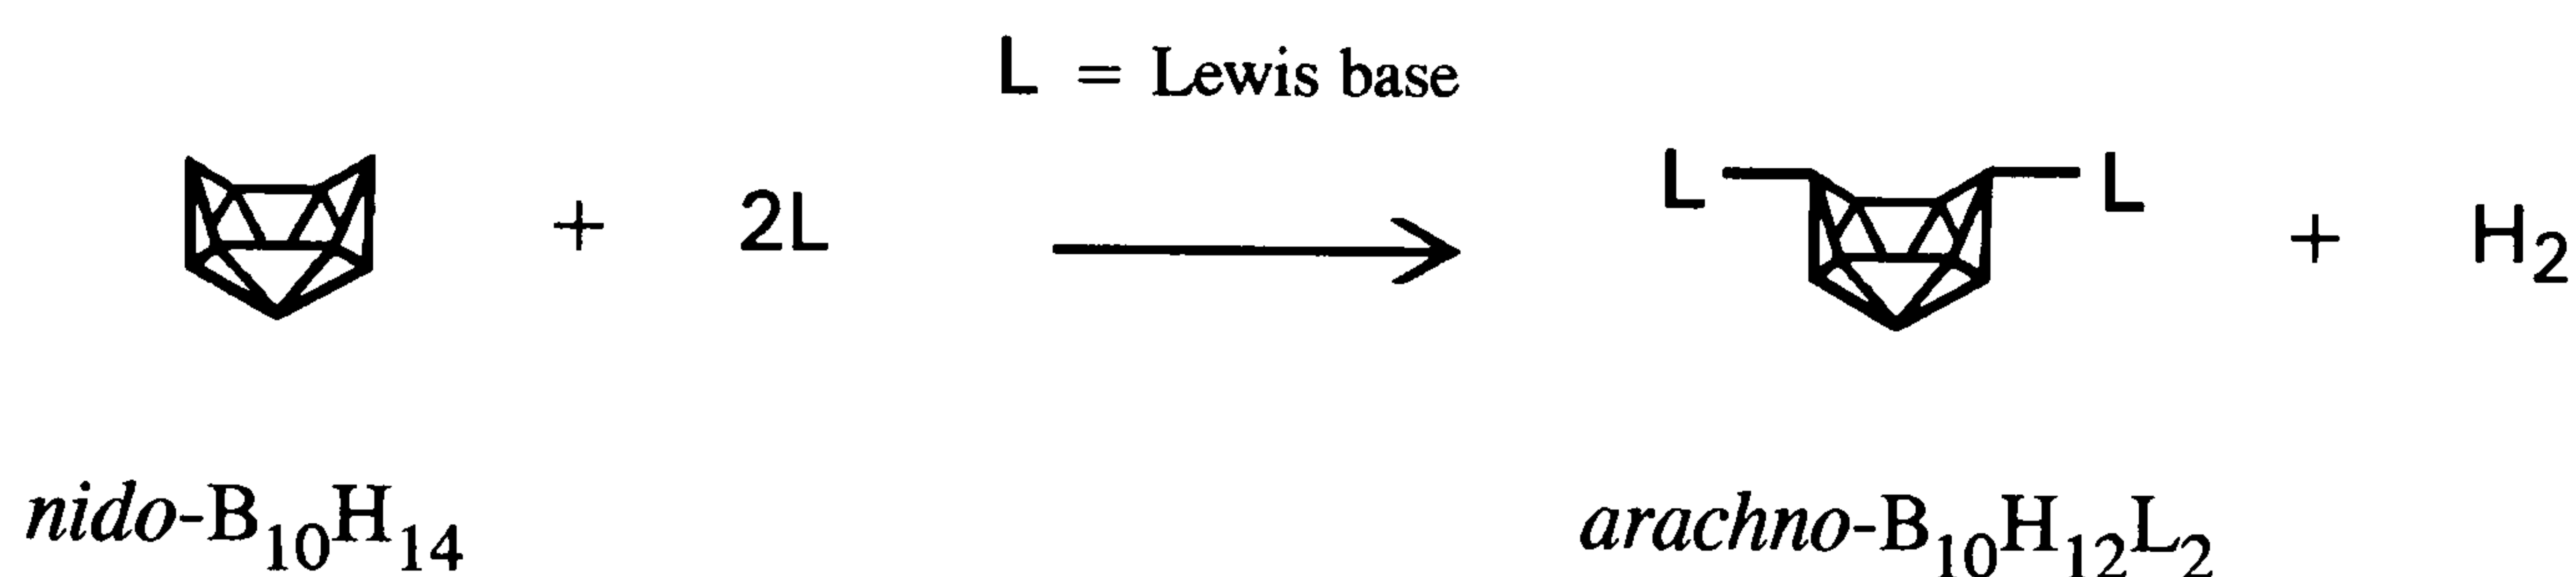 L = Lewis base
+ 2L
L L + H₂
nido-B₁₀H₁₄
arachno-B₁₀H₁₂L₂